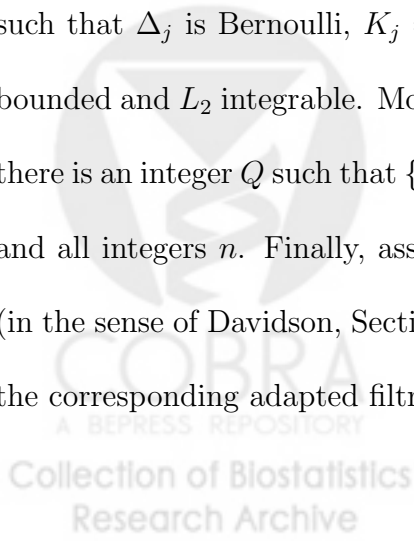 such that Δ_j is Bernoulli, K_j
bounded and L_2 integrable. Mo
there is an integer Q such that {
and all integers n. Finally, ass
(in the sense of Davidson, Secti
the corresponding adapted filtr
COBRA
A BEPRESS REPOSITORY
Collection of Biostatistics
Research Archive